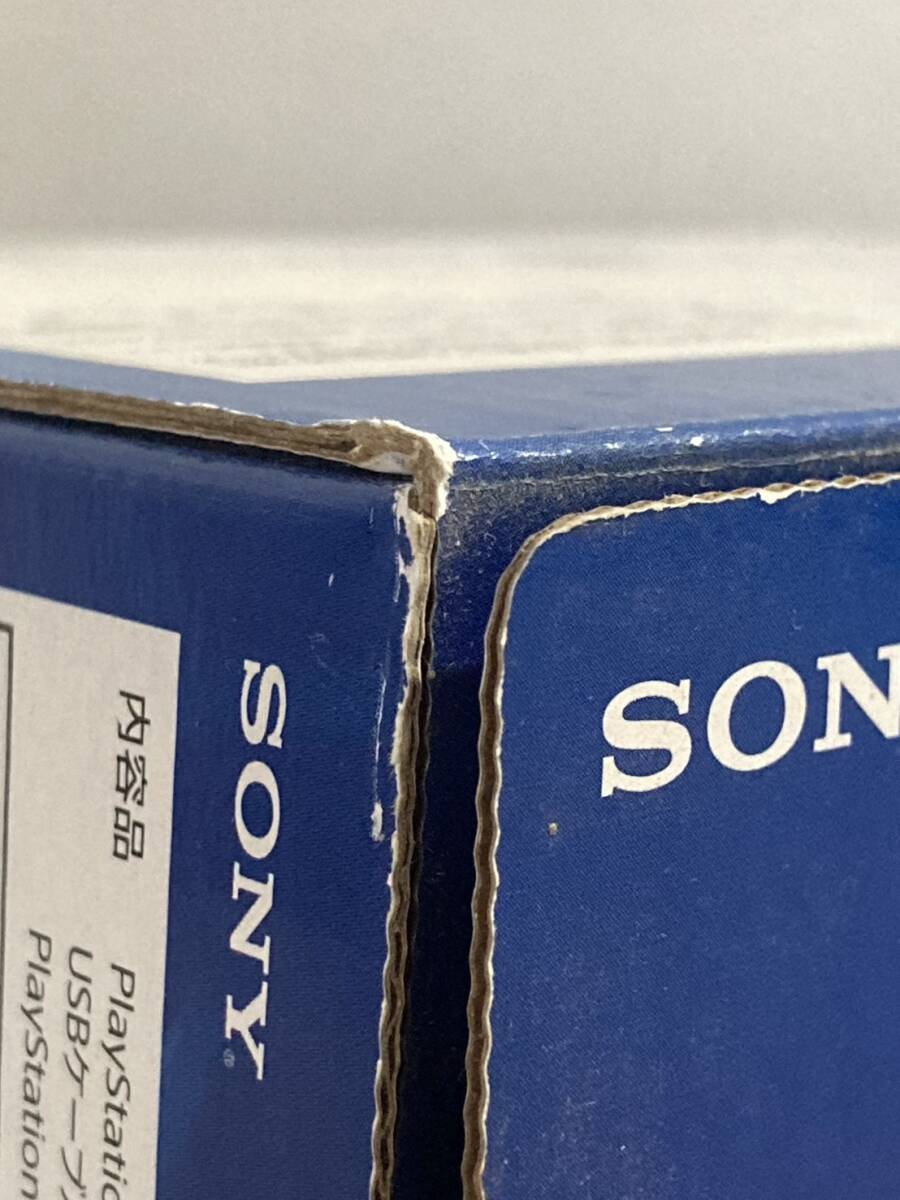 SONY
内容品
PlayStatio
USBケーブ
PlayStation
SON